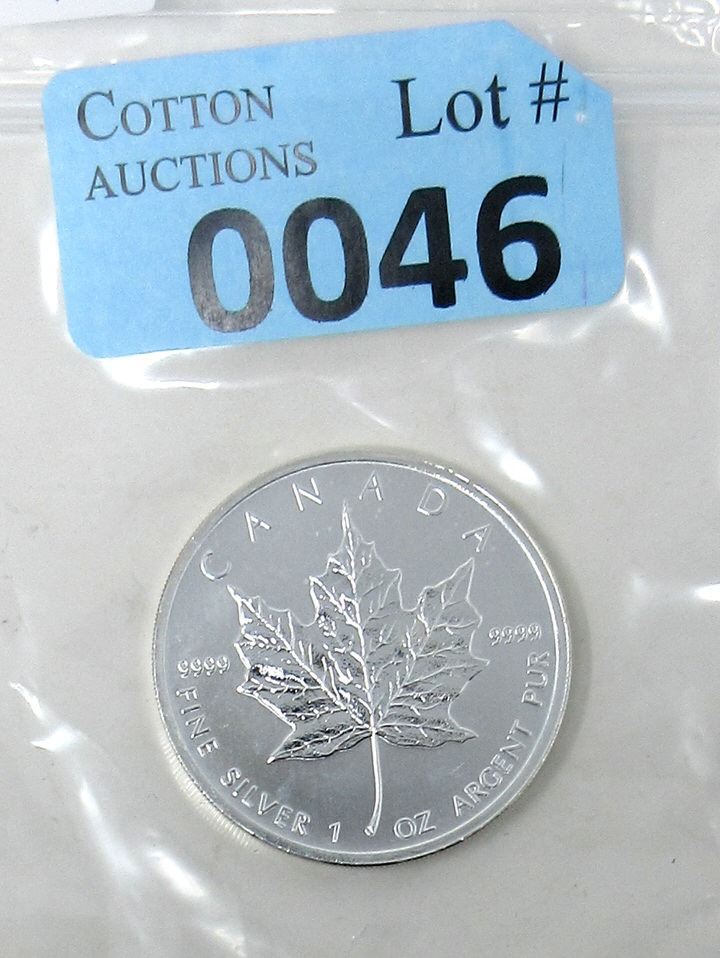 COTTON
AUCTIONS
Lot #
0046
CANADA
9999
9999
FINE SILVER 1 OZ ARGENT PUR